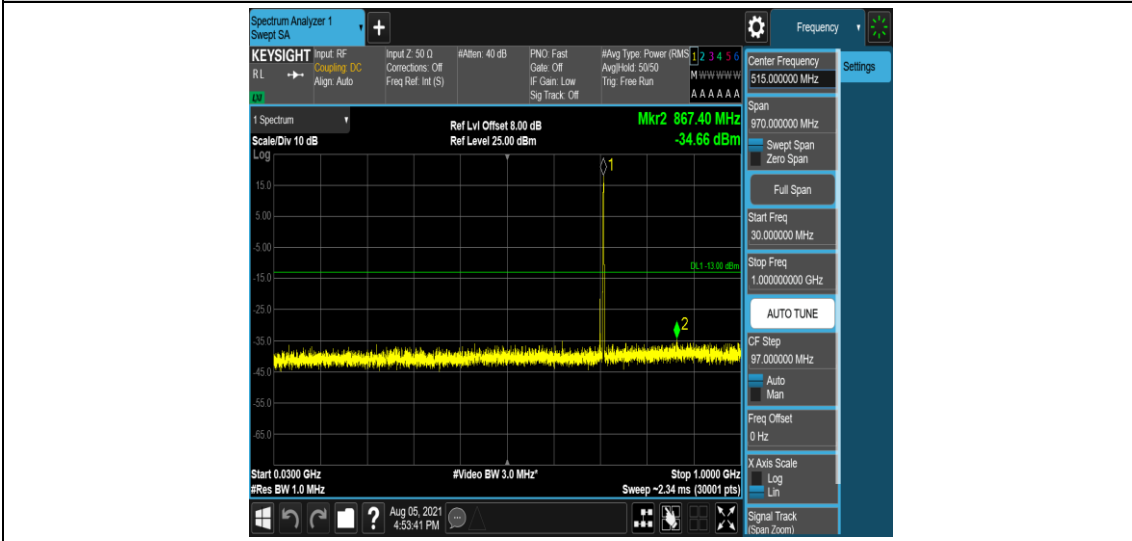 Spectrum Analyzer 1
Swept SA
Frequency
KEYSIGHT
RL
Input: RF
Coupling: DC
Align: Auto
Input Z: 50 Ω
Corrections: Off
Freq Ref: Int (S)
#Atten: 40 dB
PNO: Fast
Gate: Off
IF Gain: Low
Sig Track: Off
#Avg Type: Power (RMS
Avg|Hold: 50/50
Trig: Free Run
1 2 3 4 5 6
M W W W W W
A A A A A A
1 Spectrum
Scale/Div 10 dB
Log
Ref Lvl Offset 8.00 dB
Ref Level 25.00 dBm
Mkr2 867.40 MHz
-34.66 dBm
1
15.0
5.00
-5.00
DL1 -13.00 dBm
-15.0
-25.0
2
-35.0
-45.0
-55.0
-65.0
Start 0.0300 GHz
#Res BW 1.0 MHz
#Video BW 3.0 MHz*
Stop 1.0000 GHz
Sweep ~2.34 ms (30001 pts)
Aug 05, 2021
4:53:41 PM
Center Frequency
515.000000 MHz
Settings
Span
970.000000 MHz
Swept Span
Zero Span
Full Span
Start Freq
30.000000 MHz
Stop Freq
1.000000000 GHz
AUTO TUNE
CF Step
97.000000 MHz
Auto
Man
Freq Offset
0 Hz
X Axis Scale
Log
Lin
Signal Track
(Span Zoom)